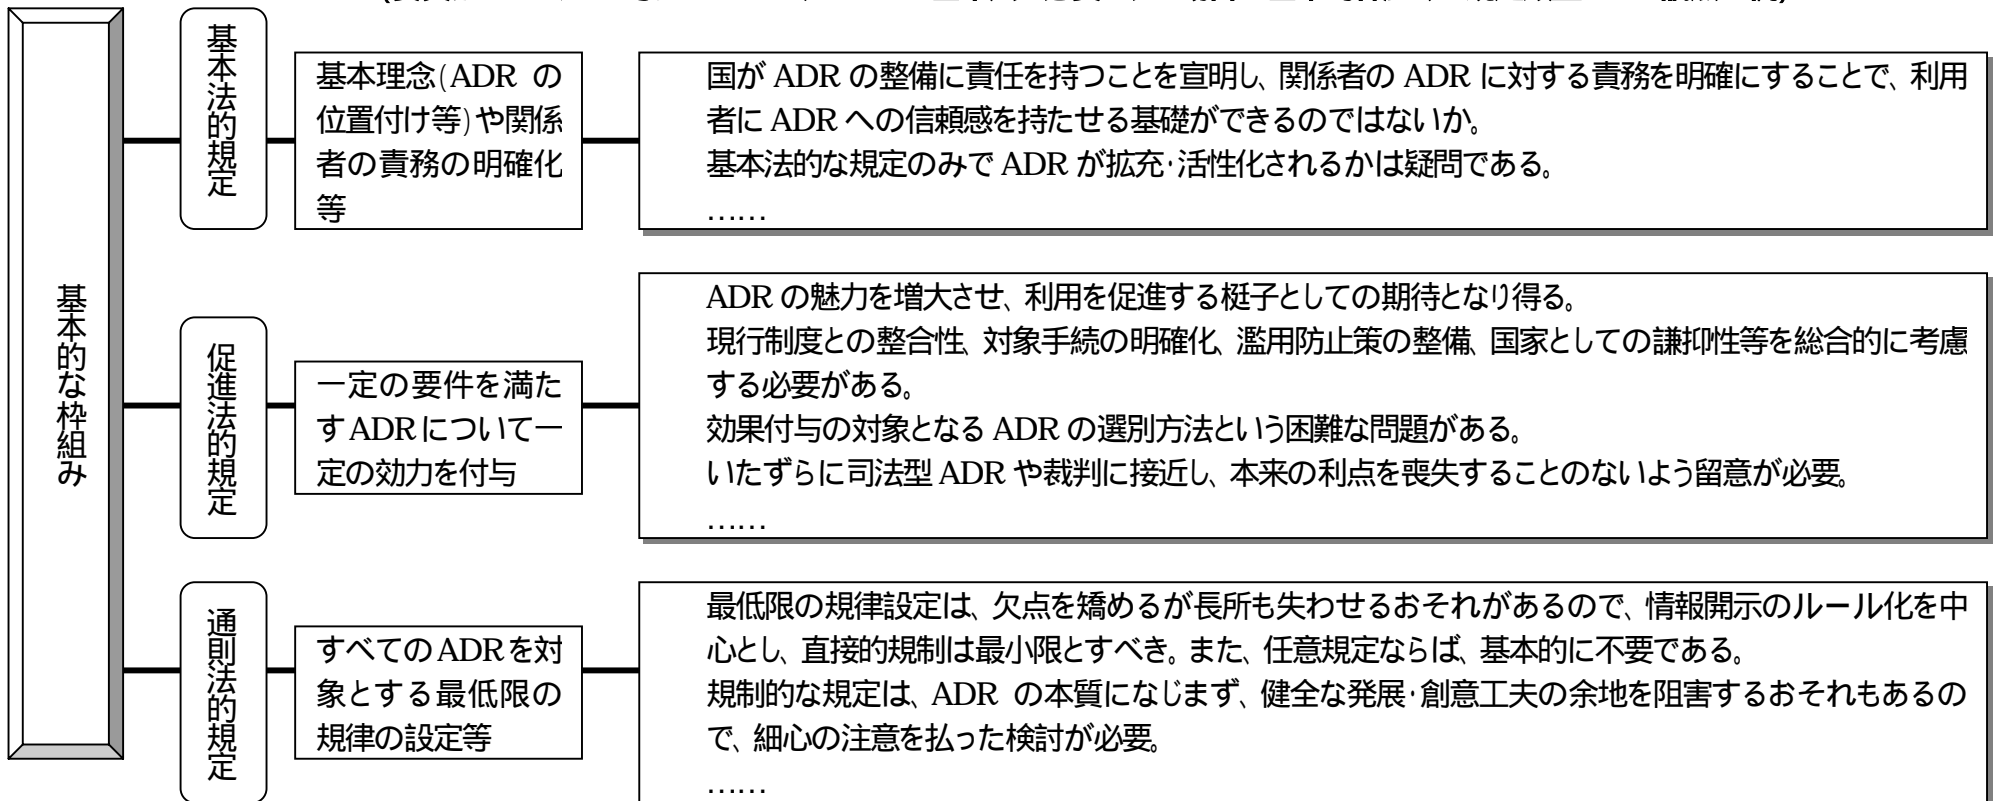 基本的な枠組み
基本法的規定
基本理念(ADR の
位置付け等)や関係
者の責務の明確化
等
国が ADR の整備に責任を持つことを宣明し、関係者の ADR に対する責務を明確にすることで、利用
者に ADR への信頼感を持たせる基礎ができるのではないか。
基本法的な規定のみで ADR が拡充・活性化されるかは疑問である。
……
促進法的規定
一定の要件を満た
す ADR について一
定の効力を付与
ADR の魅力を増大させ、利用を促進する梃子としての期待となり得る。
現行制度との整合性、対象手続の明確化、濫用防止策の整備、国家としての謙抑性等を総合的に考慮
する必要がある。
効果付与の対象となる ADR の選別方法という困難な問題がある。
いたずらに司法型 ADR や裁判に接近し、本来の利点を喪失することのないよう留意が必要。
……
通則法的規定
すべての ADR を対
象とする最低限の
規律の設定等
最低限の規律設定は、欠点を矯めるが長所も失わせるおそれがあるので、情報開示のルール化を中
心とし、直接的規制は最小限とすべき。また、任意規定ならば、基本的に不要である。
規制的な規定は、ADR の本質になじまず、健全な発展・創意工夫の余地を阻害するおそれもあるの
で、細心の注意を払った検討が必要。
……